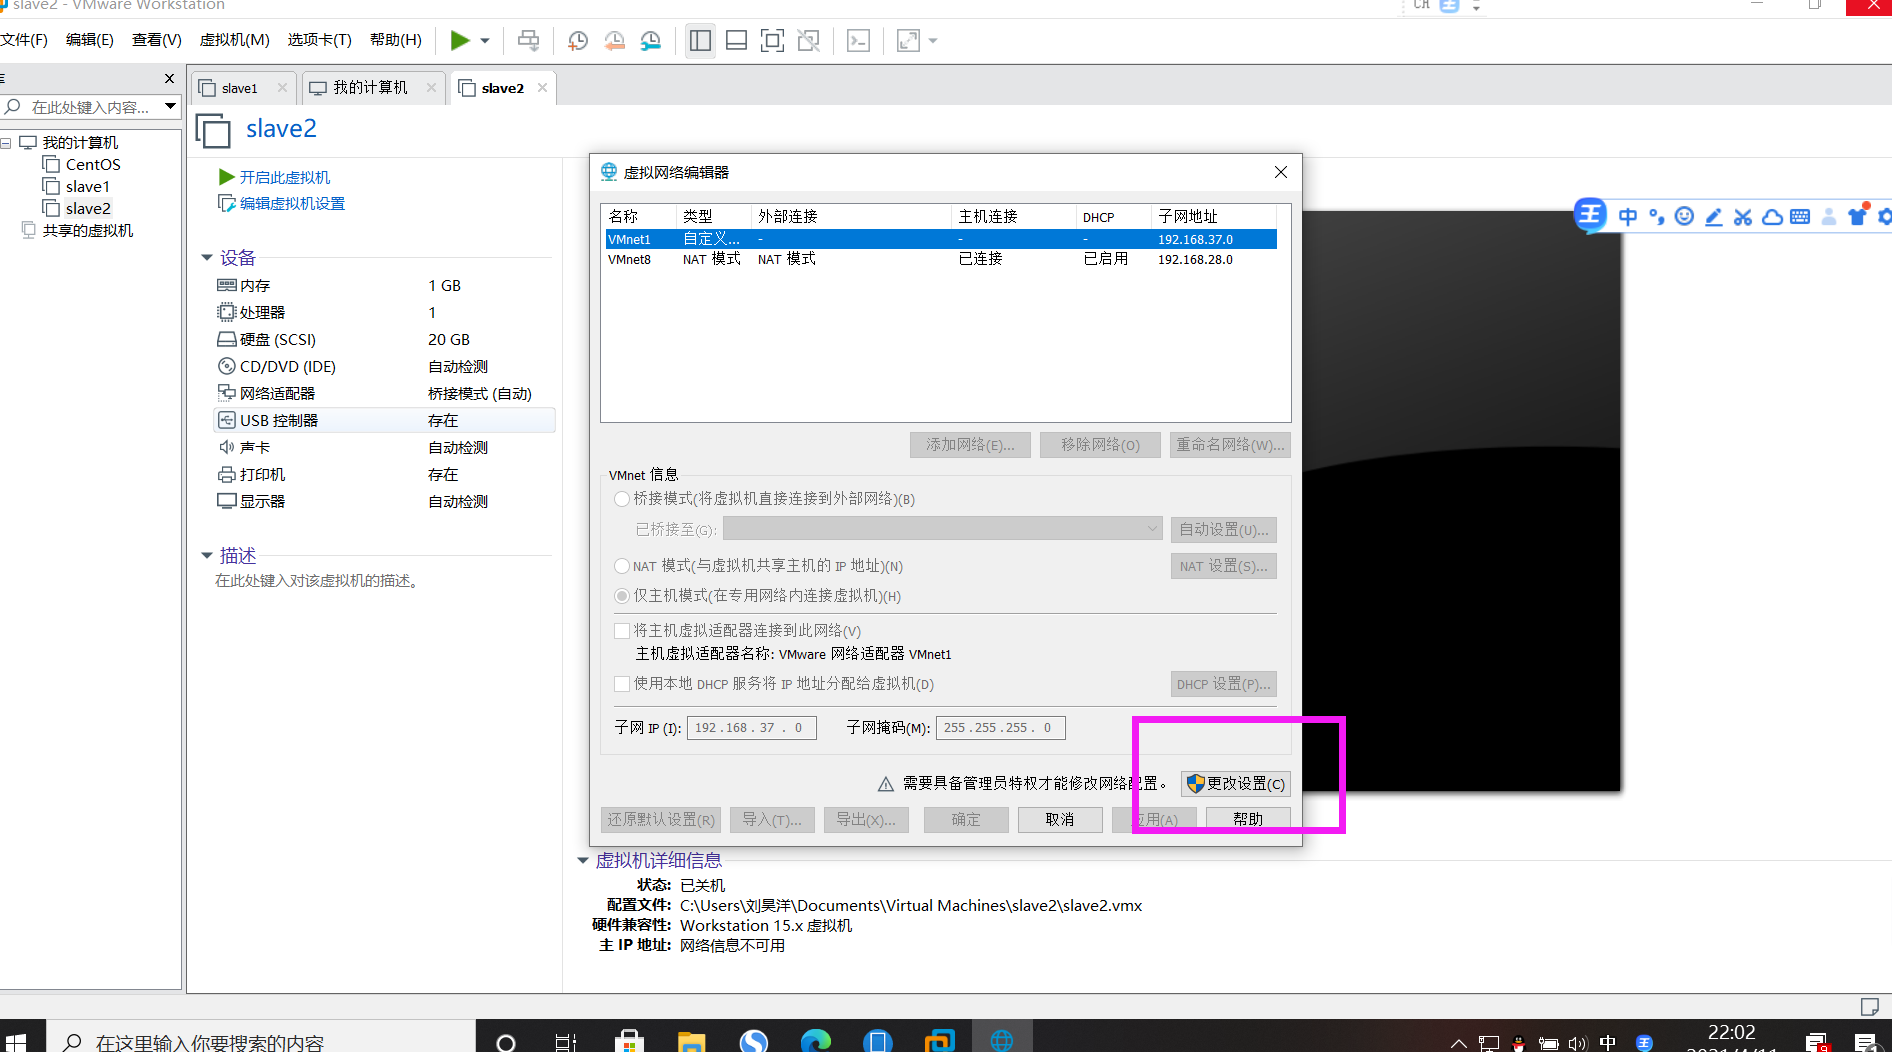 slave2 - VMware Workstation
CH
文件(F) 编辑(E) 查看(V) 虚拟机(M) 选项卡(T) 帮助(H)
在此处键入内容...
我的计算机
CentOS
slave1
slave2
共享的虚拟机
slave1 我的计算机 slave2
slave2
开启此虚拟机
编辑虚拟机设置
设备
内存 1 GB
处理器 1
硬盘 (SCSI) 20 GB
CD/DVD (IDE) 自动检测
网络适配器 桥接模式 (自动)
USB 控制器 存在
声卡 自动检测
打印机 存在
显示器 自动检测
描述
在此处键入对该虚拟机的描述。
虚拟网络编辑器
名称 类型 外部连接 主机连接 DHCP 子网地址
VMnet1 自定义... - - - 192.168.37.0
VMnet8 NAT 模式 NAT 模式 已连接 已启用 192.168.28.0
添加网络(E)... 移除网络(O) 重命名网络(W)...
VMnet 信息
桥接模式(将虚拟机直接连接到外部网络)(B)
已桥接至(G): 自动设置(U)...
NAT 模式(与虚拟机共享主机的 IP 地址)(N) NAT 设置(S)...
仅主机模式(在专用网络内连接虚拟机)(H)
将主机虚拟适配器连接到此网络(V)
主机虚拟适配器名称: VMware 网络适配器 VMnet1
使用本地 DHCP 服务将 IP 地址分配给虚拟机(D) DHCP 设置(P)...
子网 IP (I): 192.168.37.0 子网掩码(M): 255.255.255.0
需要具备管理员特权才能修改网络配置。 更改设置(C)
还原默认设置(R) 导入(T)... 导出(X)... 确定 取消 应用(A) 帮助
王 中
虚拟机详细信息
状态: 已关机
配置文件: C:\Users\刘昊洋\Documents\Virtual Machines\slave2\slave2.vmx
硬件兼容性: Workstation 15.x 虚拟机
主 IP 地址: 网络信息不可用
在这里输入你要搜索的内容
中 王 22:02